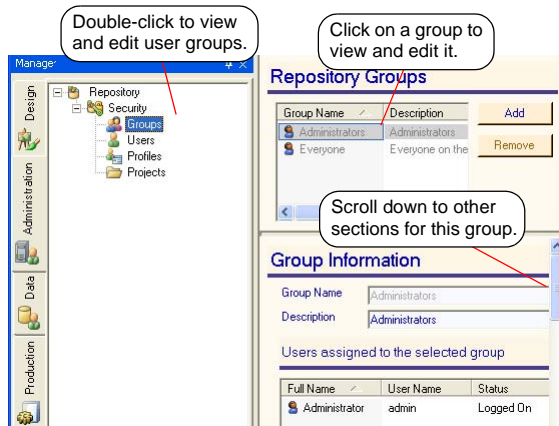 Double-click to view
and edit user groups.
Click on a group to
view and edit it.
Manager
Design
Administration
Data
Production
Repository
Security
Groups
Users
Profiles
Projects
Repository Groups
Group Name Description
Administrators Administrators
Everyone Everyone on the
Add
Remove
Scroll down to other
sections for this group.
Group Information
Group Name Administrators
Description Administrators
Users assigned to the selected group
Full Name User Name Status
Administrator admin Logged On